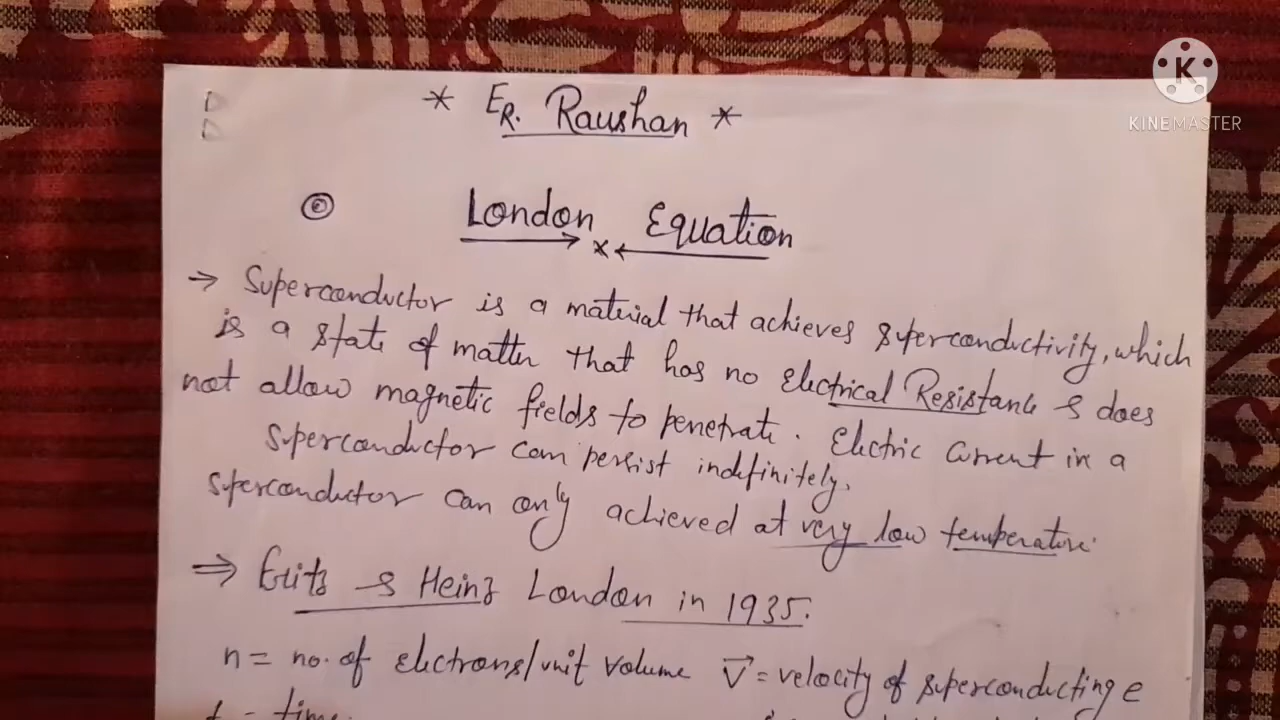 K
KINEMASTER
* ER. Raushan *
London Equation
→ Superconductor is a material that achieves superconductivity, which
is a state of matter that has no Electrical Resistance & does
not allow magnetic fields to penetrate. Electric Current in a
superconductor can persist indefinitely.
superconductor can only achieved at very low temperature.
⇒ Fritz & Heinz London in 1935.
n = no. of electrons/unit volume V⃗ = velocity of superconducting e
t = time